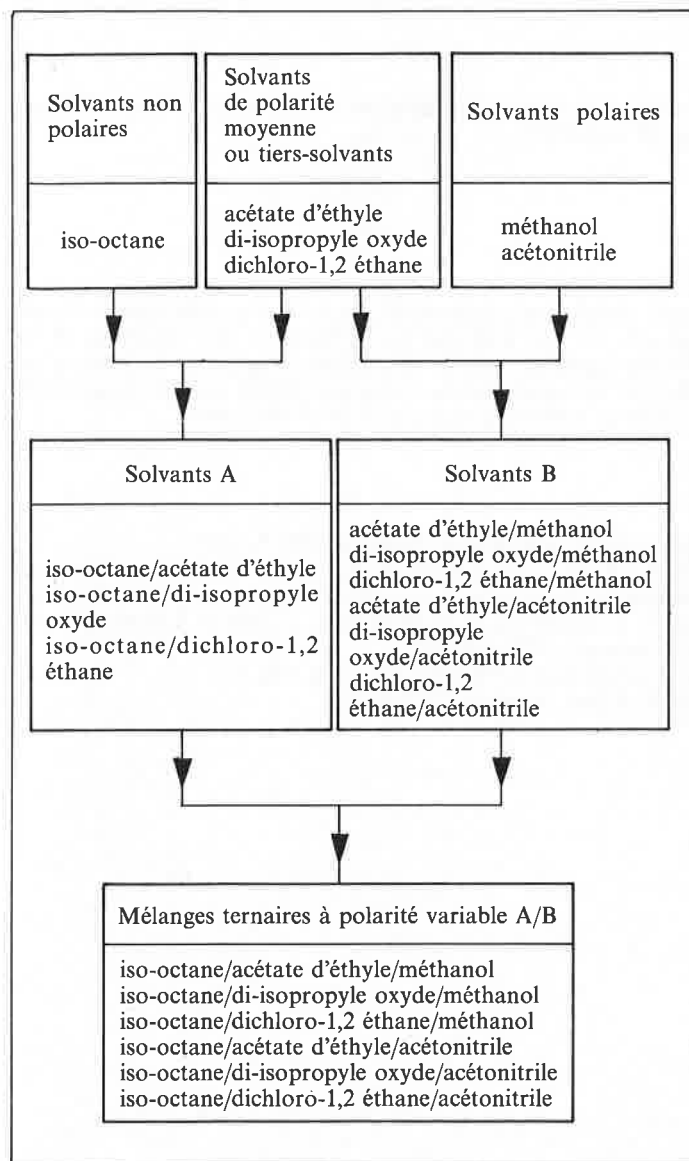 Solvants non
polaires
iso-octane
Solvants
de polarité
moyenne
ou tiers-solvants
acétate d'éthyle
di-isopropyle oxyde
dichloro-1,2 éthane
Solvants polaires
méthanol
acétonitrile
Solvants A
iso-octane/acétate d'éthyle
iso-octane/di-isopropyle
oxyde
iso-octane/dichloro-1,2
éthane
Solvants B
acétate d'éthyle/méthanol
di-isopropyle oxyde/méthanol
dichloro-1,2 éthane/méthanol
acétate d'éthyle/acétonitrile
di-isopropyle
oxyde/acétonitrile
dichloro-1,2
éthane/acétonitrile
Mélanges ternaires à polarité variable A/B
iso-octane/acétate d'éthyle/méthanol
iso-octane/di-isopropyle oxyde/méthanol
iso-octane/dichloro-1,2 éthane/méthanol
iso-octane/acétate d'éthyle/acétonitrile
iso-octane/di-isopropyle oxyde/acétonitrile
iso-octane/dichloro-1,2 éthane/acétonitrile